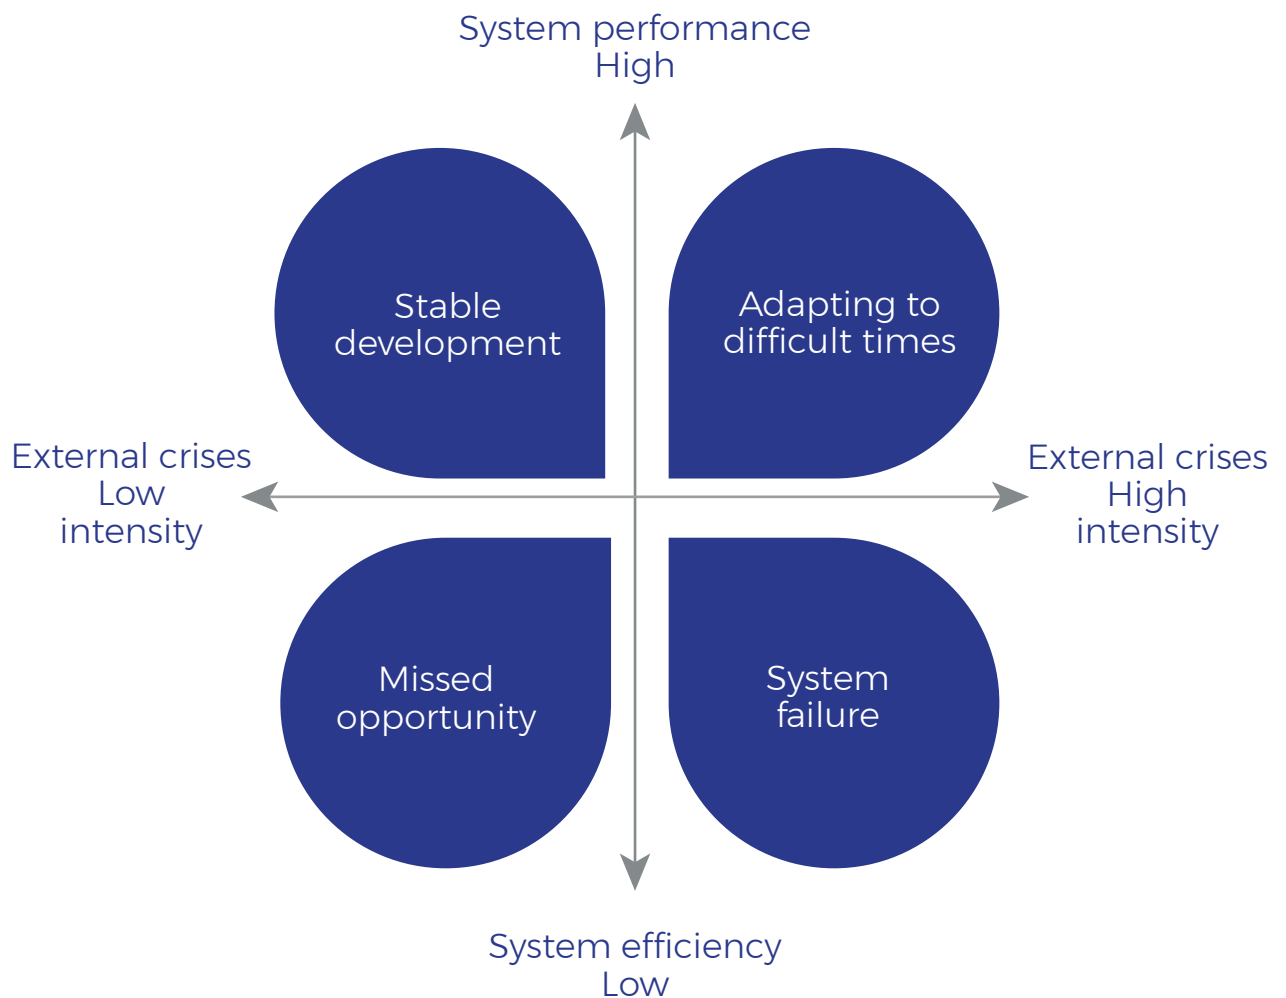 System performance
High
Stable
development
Adapting to
difficult times
External crises
Low
intensity
External crises
High
intensity
Missed
opportunity
System
failure
System efficiency
Low